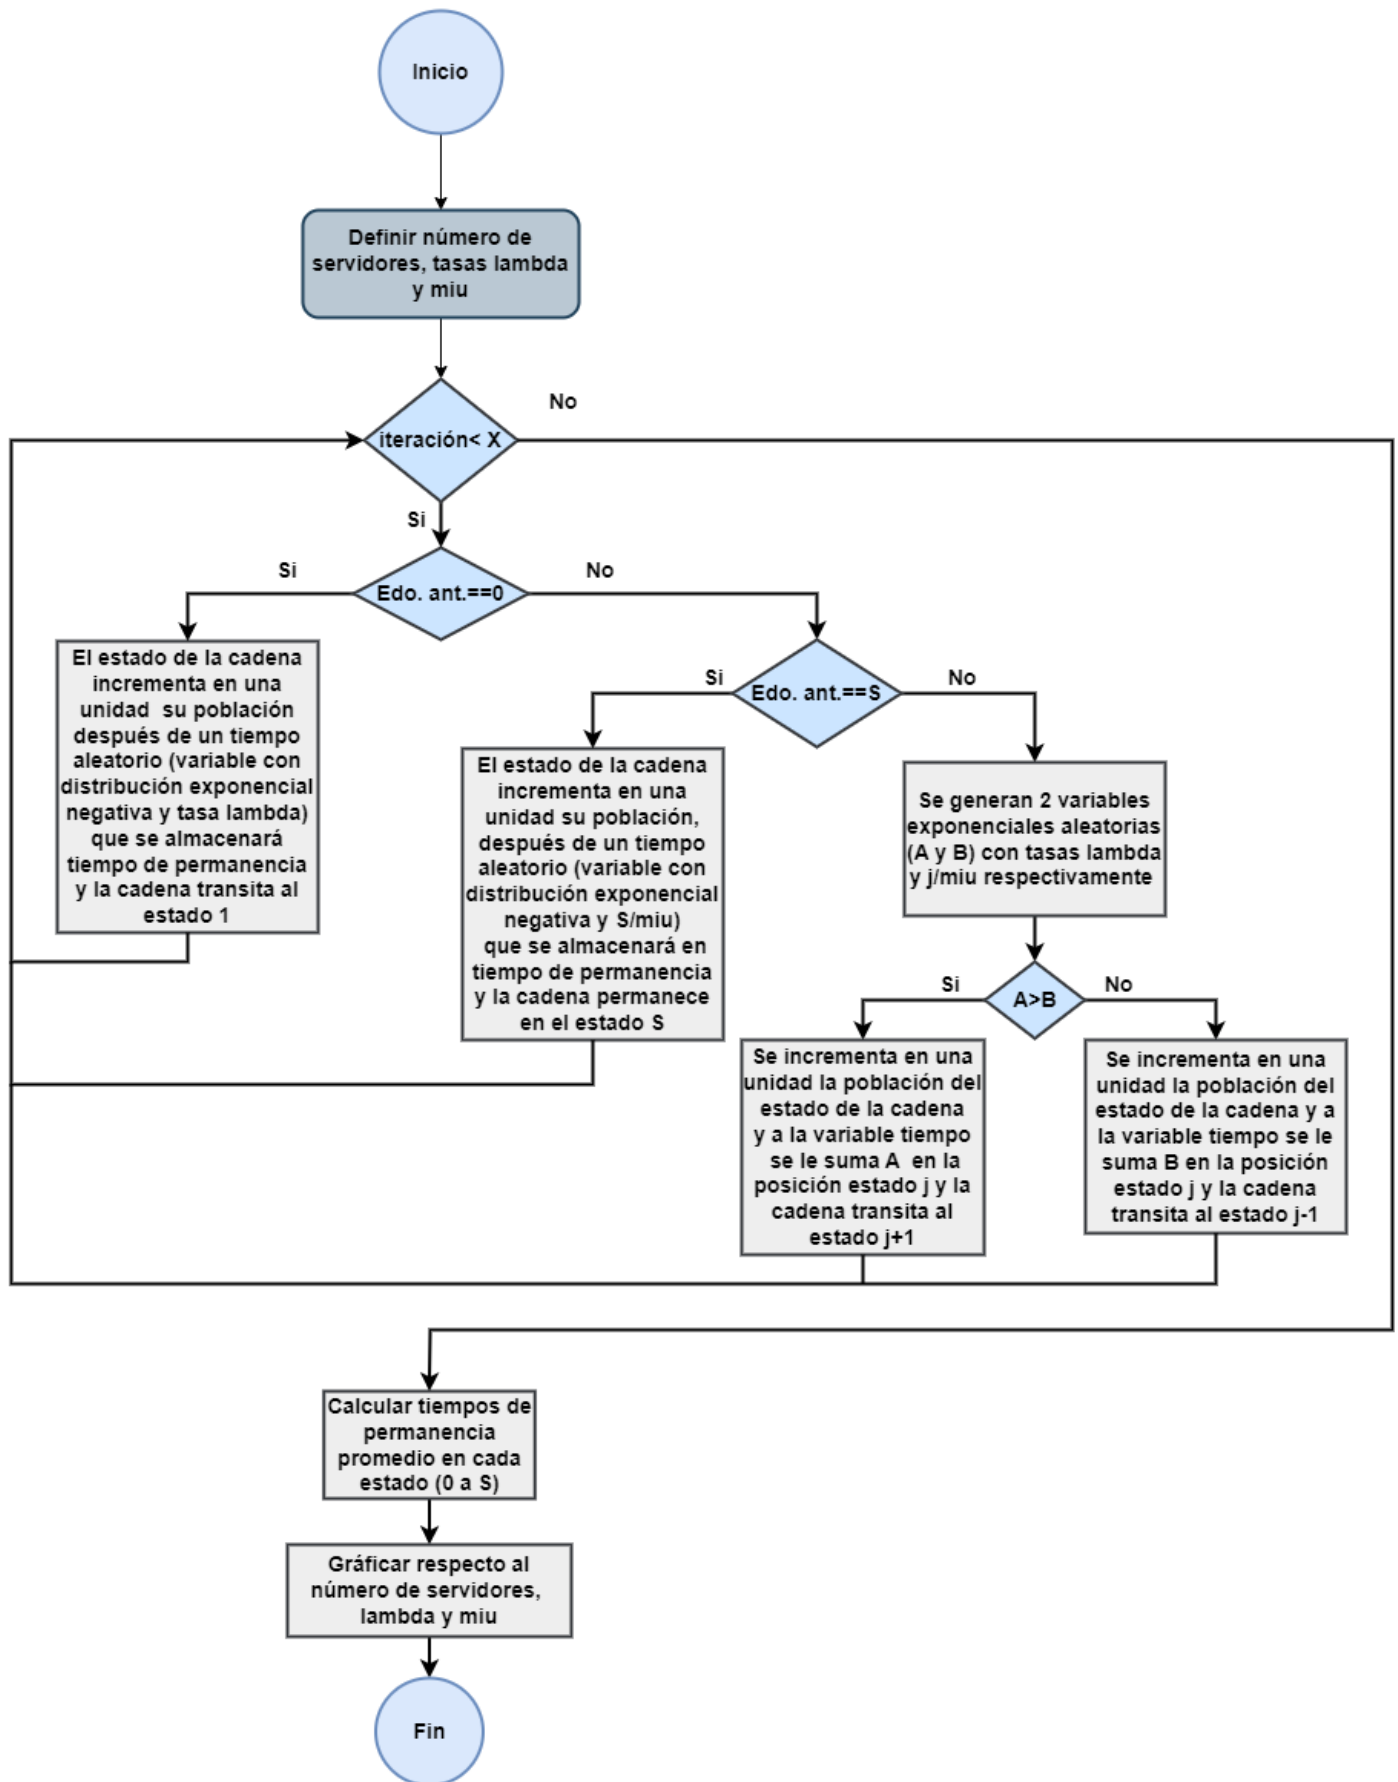 Inicio
Definir número de
servidores, tasas lambda
y miu
No
iteración< X
Si
Si
No
Edo. ant.==0
El estado de la cadena
incrementa en una
unidad su población
después de un tiempo
aleatorio (variable con
distribución exponencial
negativa y tasa lambda)
que se almacenará
tiempo de permanencia
y la cadena transita al
estado 1
Si
No
Edo. ant.==S
El estado de la cadena
incrementa en una
unidad su población,
después de un tiempo
aleatorio (variable con
distribución exponencial
negativa y S/miu)
que se almacenará en
tiempo de permanencia
y la cadena permanece
en el estado S
Se generan 2 variables
exponenciales aleatorias
(A y B) con tasas lambda
y j/miu respectivamente
Si
No
A>B
Se incrementa en una
unidad la población del
estado de la cadena
y a la variable tiempo
se le suma A en la
posición estado j y la
cadena transita al
estado j+1
Se incrementa en una
unidad la población del
estado de la cadena y a
la variable tiempo se le
suma B en la posición
estado j y la cadena
transita al estado j-1
Calcular tiempos de
permanencia
promedio en cada
estado (0 a S)
Gráficar respecto al
número de servidores,
lambda y miu
Fin